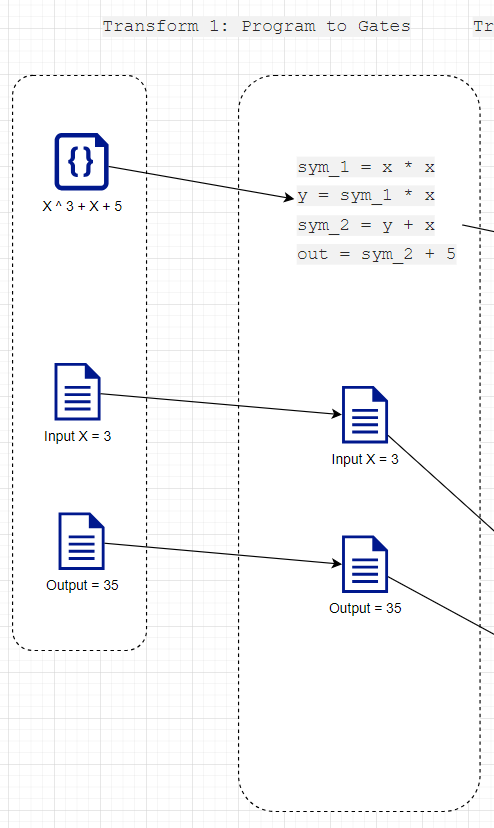 Transform 1: Program to Gates
Tr
{}
X ^ 3 + X + 5
sym_1 = x * x
y = sym_1 * x
sym_2 = y + x
out = sym_2 + 5
Input X = 3
Input X = 3
Output = 35
Output = 35